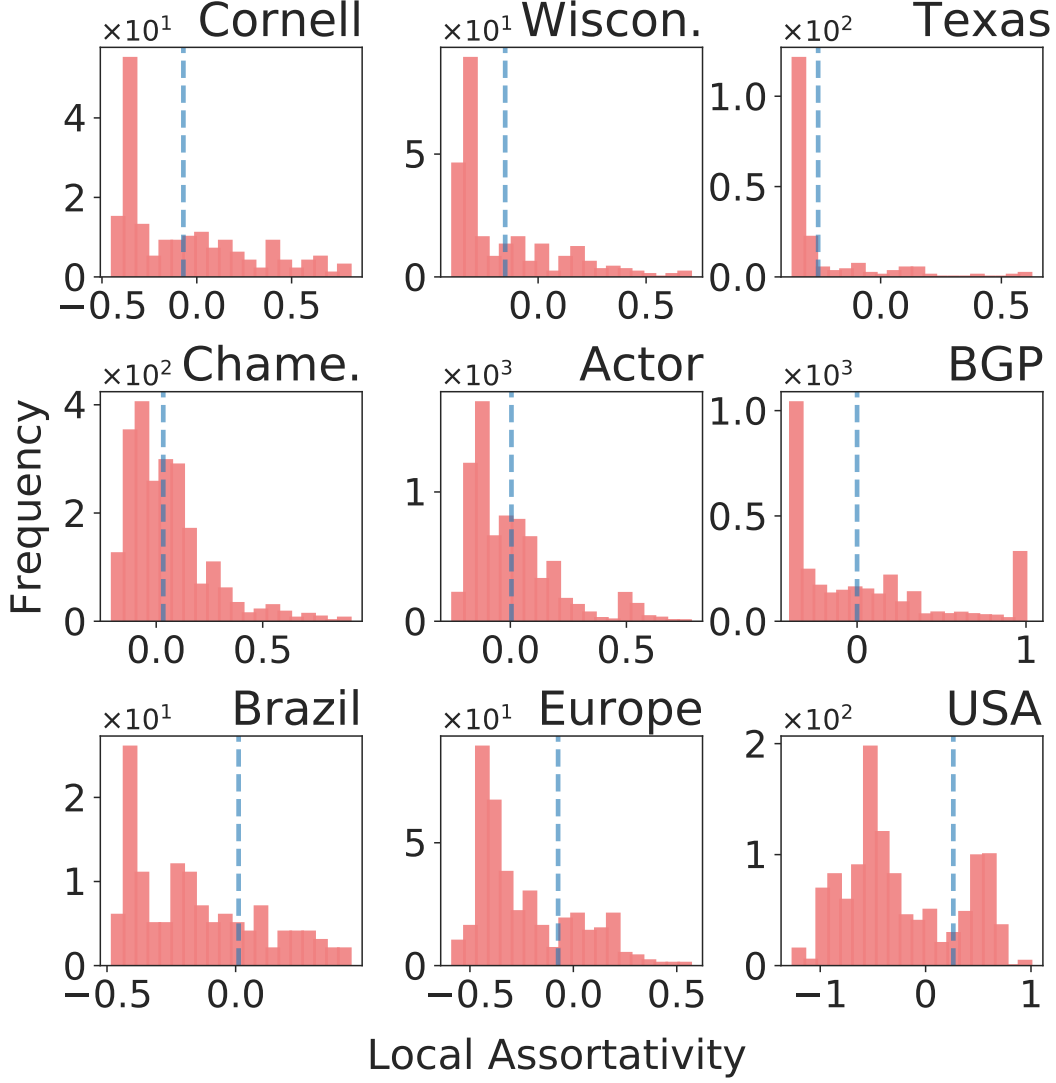 ×10¹ Cornell
4
2
0
−0.5 0.0 0.5
×10¹ Wiscon.
5
0
0.0 0.5
×10² Texas
1.0
0.5
0.0
0.0 0.5
Frequency
×10² Chame.
4
2
0
0.0 0.5
×10³ Actor
1
0
0.0 0.5
×10³ BGP
1.0
0.5
0.0
0 1
×10¹ Brazil
2
1
0
−0.5 0.0
×10¹ Europe
5
0
−0.5 0.0 0.5
×10² USA
2
1
0
−1 0 1
Local Assortativity